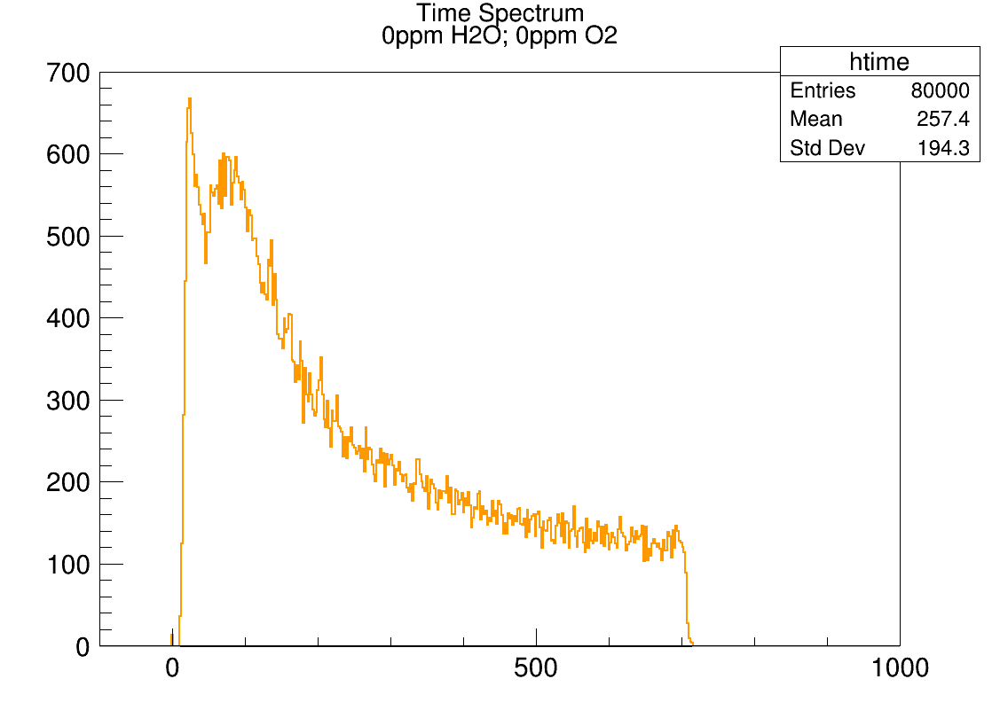 Time Spectrum
0ppm H2O; 0ppm O2
htime
Entries 80000
Mean 257.4
Std Dev 194.3
700
600
500
400
300
200
100
0
0 500 1000